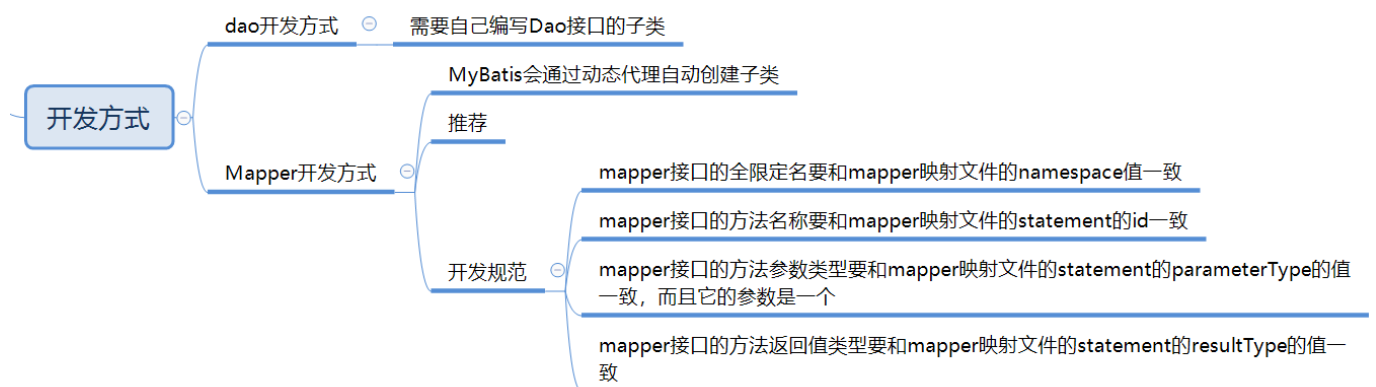 开发方式
dao开发方式
需要自己编写Dao接口的子类
Mapper开发方式
MyBatis会通过动态代理自动创建子类
推荐
开发规范
mapper接口的全限定名要和mapper映射文件的namespace值一致
mapper接口的方法名称要和mapper映射文件的statement的id一致
mapper接口的方法参数类型要和mapper映射文件的statement的parameterType的值
一致，而且它的参数是一个
mapper接口的方法返回值类型要和mapper映射文件的statement的resultType的值一
致